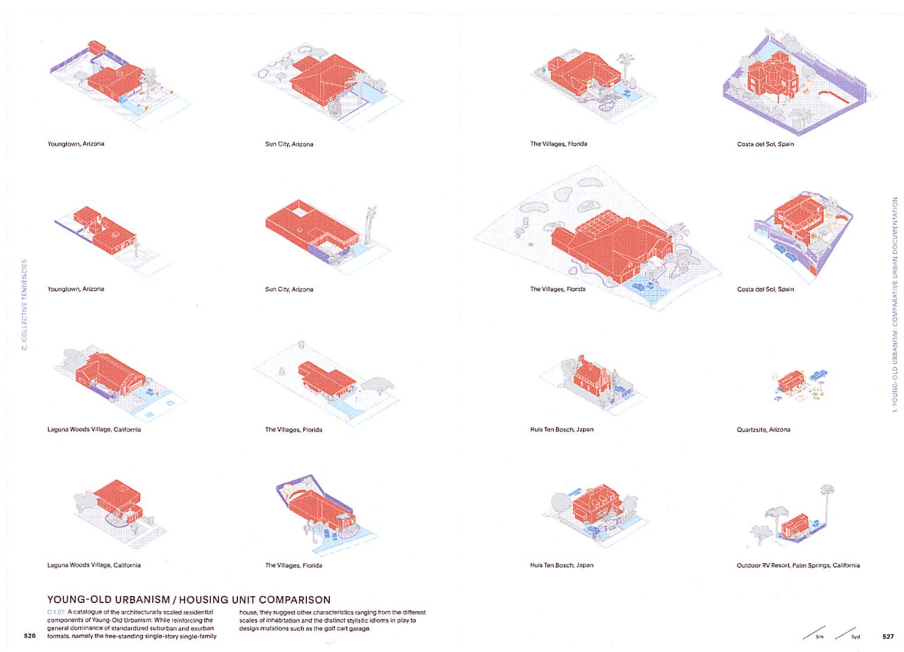 Youngtown, Arizona
Sun City, Arizona
The Villages, Florida
Costa del Sol, Spain
Youngtown, Arizona
Sun City, Arizona
The Villages, Florida
Costa del Sol, Spain
C. COLLECTIVE TENDENCIES
1. YOUNG-OLD URBANISM: COMPARATIVE URBAN DOCUMENTATION
Laguna Woods Village, California
The Villages, Florida
Huis Ten Bosch, Japan
Quartzsite, Arizona
Laguna Woods Village, California
The Villages, Florida
Huis Ten Bosch, Japan
Outdoor RV Resort, Palm Springs, California
YOUNG-OLD URBANISM / HOUSING UNIT COMPARISON
C.1.07 A catalogue of the architecturally scaled residential
components of Young-Old Urbanism. While reinforcing the
general dominance of standardized suburban and exurban
formats, namely the free-standing single-story single-family
house, they suggest other characteristics ranging from the different
scales of inhabitation and the distinct stylistic idioms in play to
design mutations such as the golf cart garage.
526
5m
5yd
527